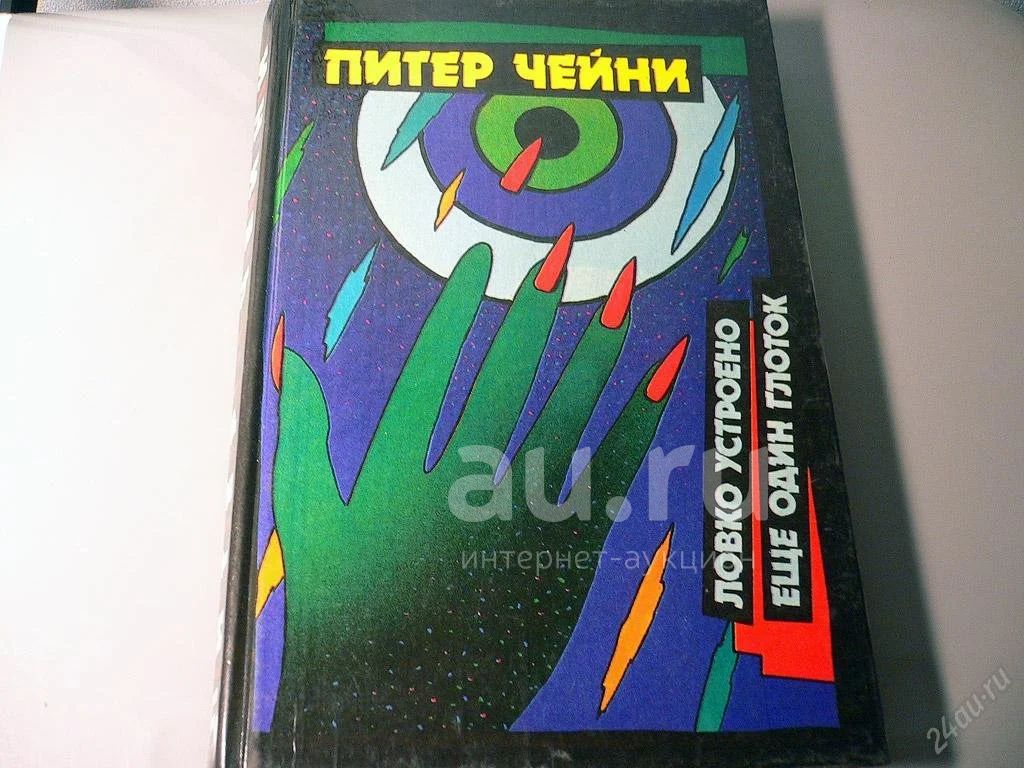 ПИТЕР ЧЕЙНИ
ЛОВКО УСТРОЕНО
ЕЩЕ ОДИН ГЛОТОК
au.ru
интернет-аукцион
24au.ru